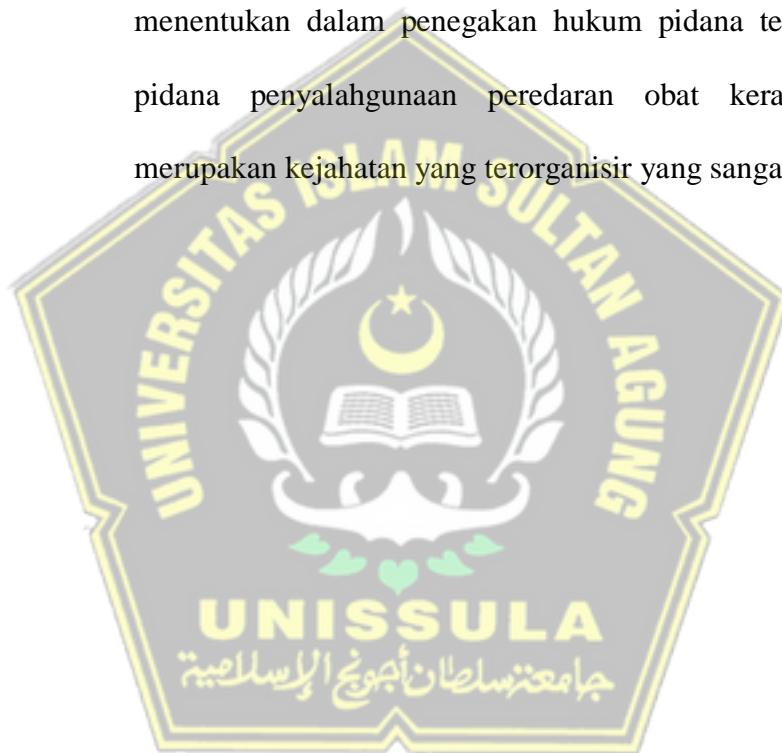 menentukan dalam penegakan hukum pidana te
pidana penyalahgunaan peredaran obat kera
merupakan kejahatan yang terorganisir yang sanga
UNIVERSITAS ISLAM SULTAN AGUNG
UNISSULA
جامعة سلطان أجونج الإسلامية